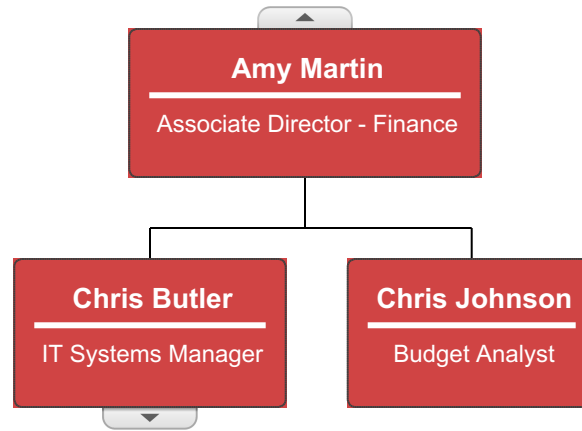 Amy Martin
Associate Director - Finance
Chris Butler
IT Systems Manager
Chris Johnson
Budget Analyst